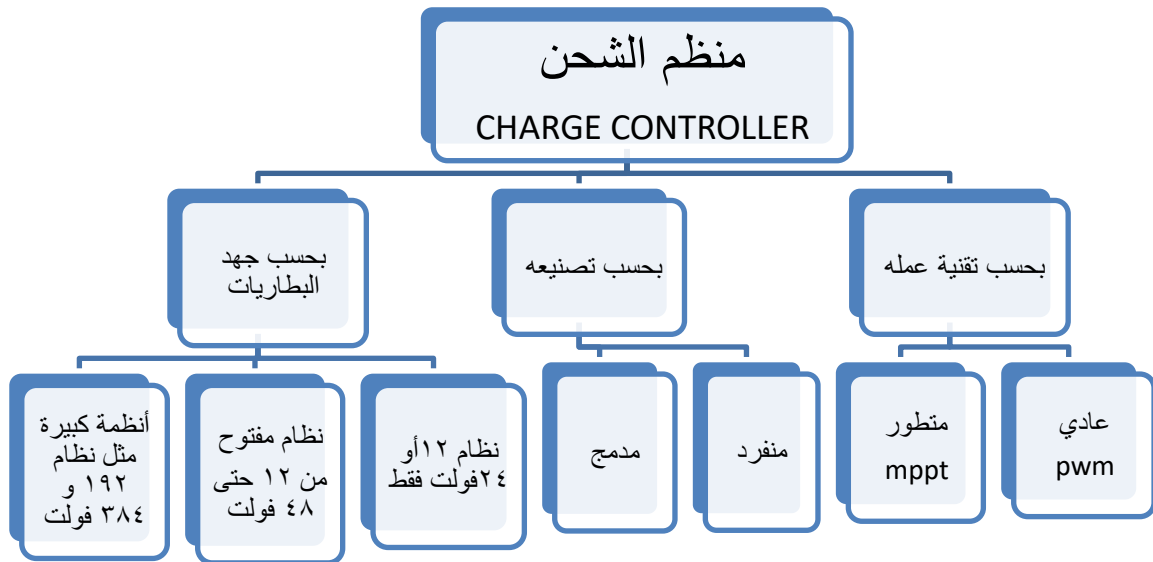 منظم الشحن
CHARGE CONTROLLER
بحسب تقنية عمله
بحسب تصنيعه
بحسب جهد
البطاريات
عادي
pwm
متطور
mppt
منفرد
مدمج
نظام ١٢أو
٢٤فولت فقط
نظام مفتوح
من ١٢ حتى
٤٨ فولت
أنظمة كبيرة
مثل نظام
١٩٢ و
٣٨٤ فولت